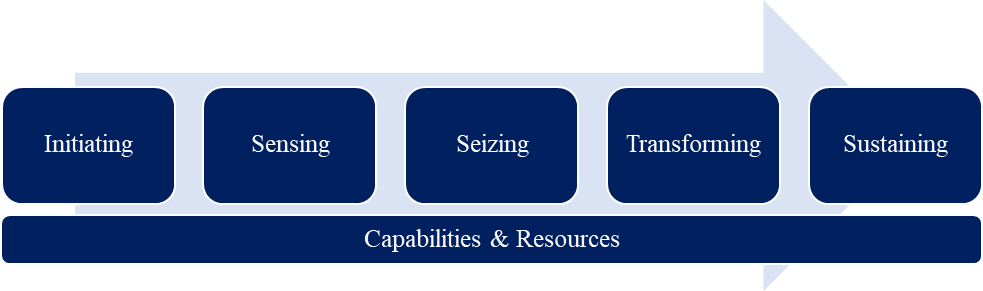 Initiating
Sensing
Seizing
Transforming
Sustaining
Capabilities & Resources